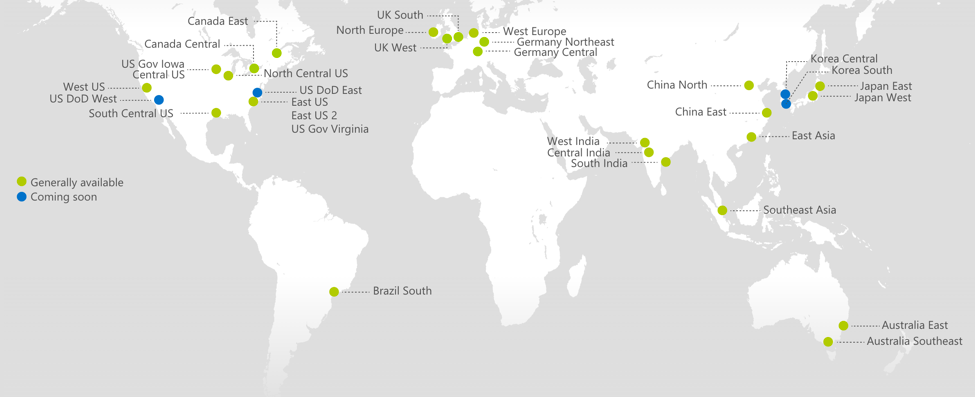 Canada East
Canada Central
US Gov Iowa
Central US
North Central US
West US
US DoD West
US DoD East
East US
East US 2
US Gov Virginia
South Central US
UK South
North Europe
UK West
West Europe
Germany Northeast
Germany Central
Korea Central
Korea South
China North
Japan East
Japan West
China East
East Asia
West India
Central India
South India
Generally available
Coming soon
Southeast Asia
Brazil South
Australia East
Australia Southeast